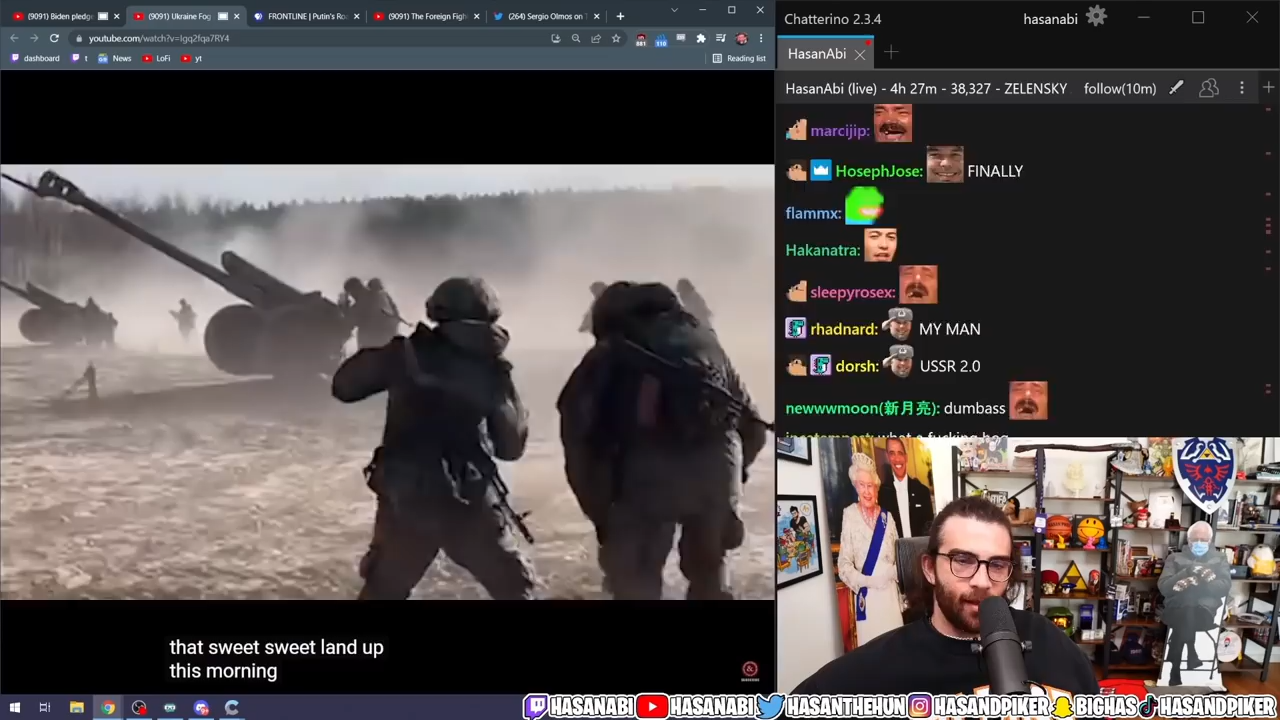 (9091) Biden pledg
(9091) Ukraine Fog
FRONTLINE | Putin's Ro
(9091) The Foreign Fight
(264) Sergio Olmos on "T
youtube.com/watch?v=Igq2fqa7RY4
dashboard
t
News
LoFi
yt
Reading list
that sweet sweet land up
this morning
Chatterino 2.3.4
hasanabi
HasanAbi
HasanAbi (live) - 4h 27m - 38,327 - ZELENSKY
follow(10m)
marcijip:
HosephJose: FINALLY
flammx:
Hakanatra:
sleepyrosex:
rhadnard: MY MAN
dorsh: USSR 2.0
newwwmoon(新月亮): dumbass
HASANABI HASANABI HASANTHEHUN HASANDPIKER BIGHAS HASANDPIKER